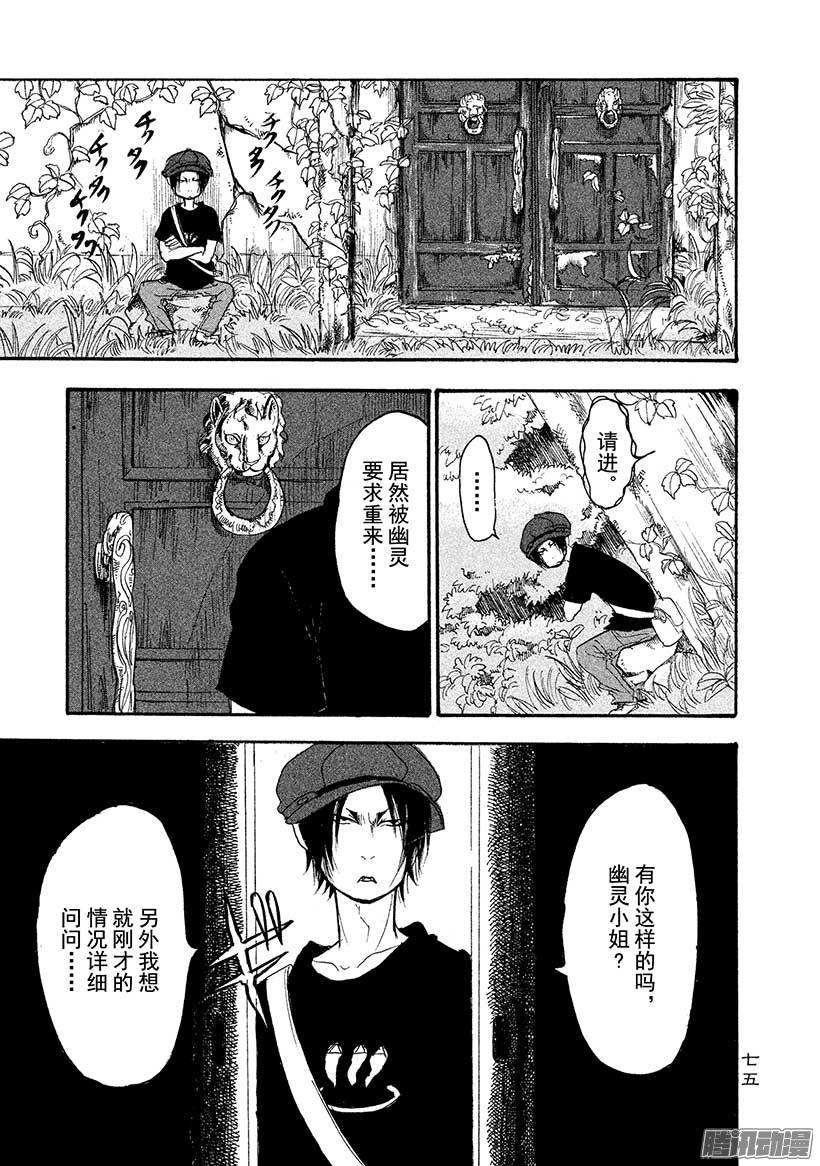 チクタク
チクタク
チクタク
チクタク
请进。
……
居然被幽灵
要求重来……
有你这样的吗，
幽灵小姐？
另外我想
就刚才的
情况详细
问问……
七五
腾讯动漫